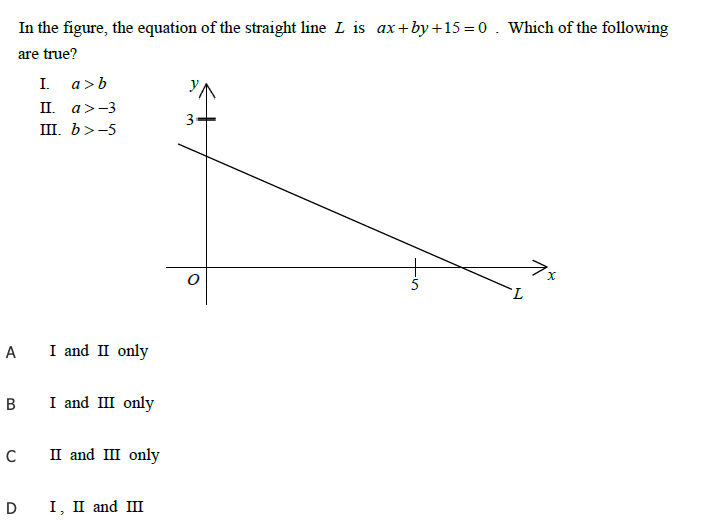 In the figure, the equation of the straight line L is ax+by+15=0 . Which of the following
are true?
I. a>b
II. a>−3
III. b>−5
y
3
O
5
x
L
A I and II only
B I and III only
C II and III only
D I, II and III